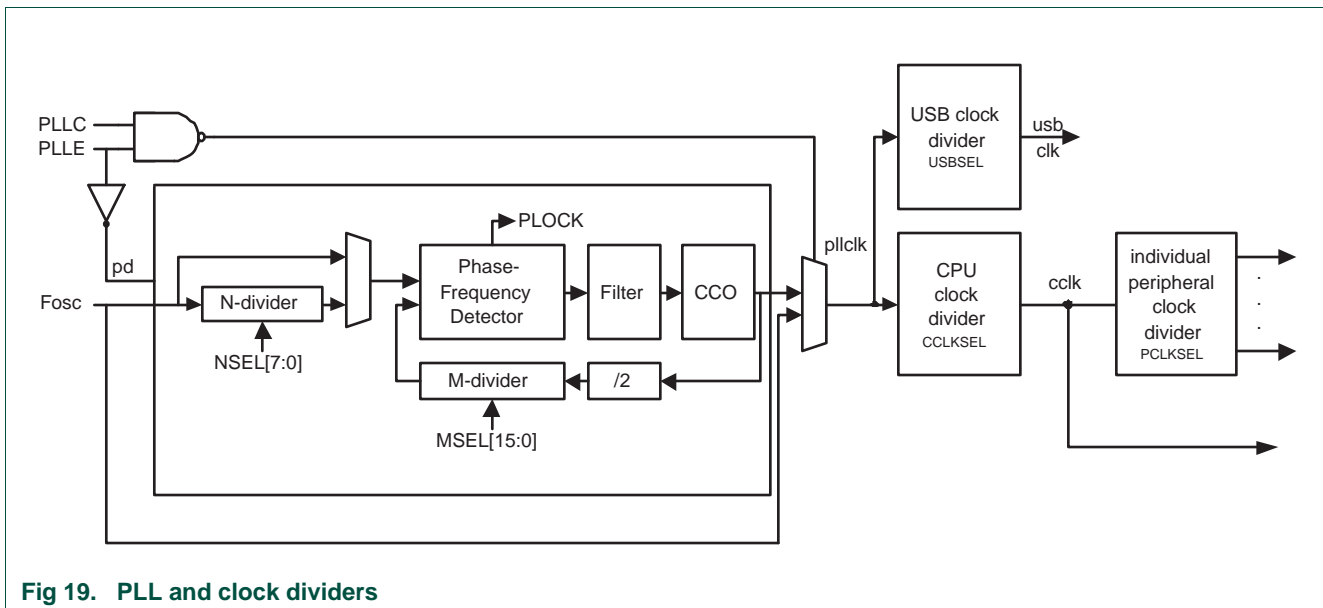 PLLC
PLLE
USB clock
divider
USBSEL
usb
clk
PLOCK
pllclk
pd
Fosc
N-divider
NSEL[7:0]
Phase-
Frequency
Detector
Filter
CCO
M-divider
/2
MSEL[15:0]
CPU
clock
divider
CCLKSEL
cclk
individual
peripheral
clock
divider
PCLKSEL
. . .
Fig 19. PLL and clock dividers